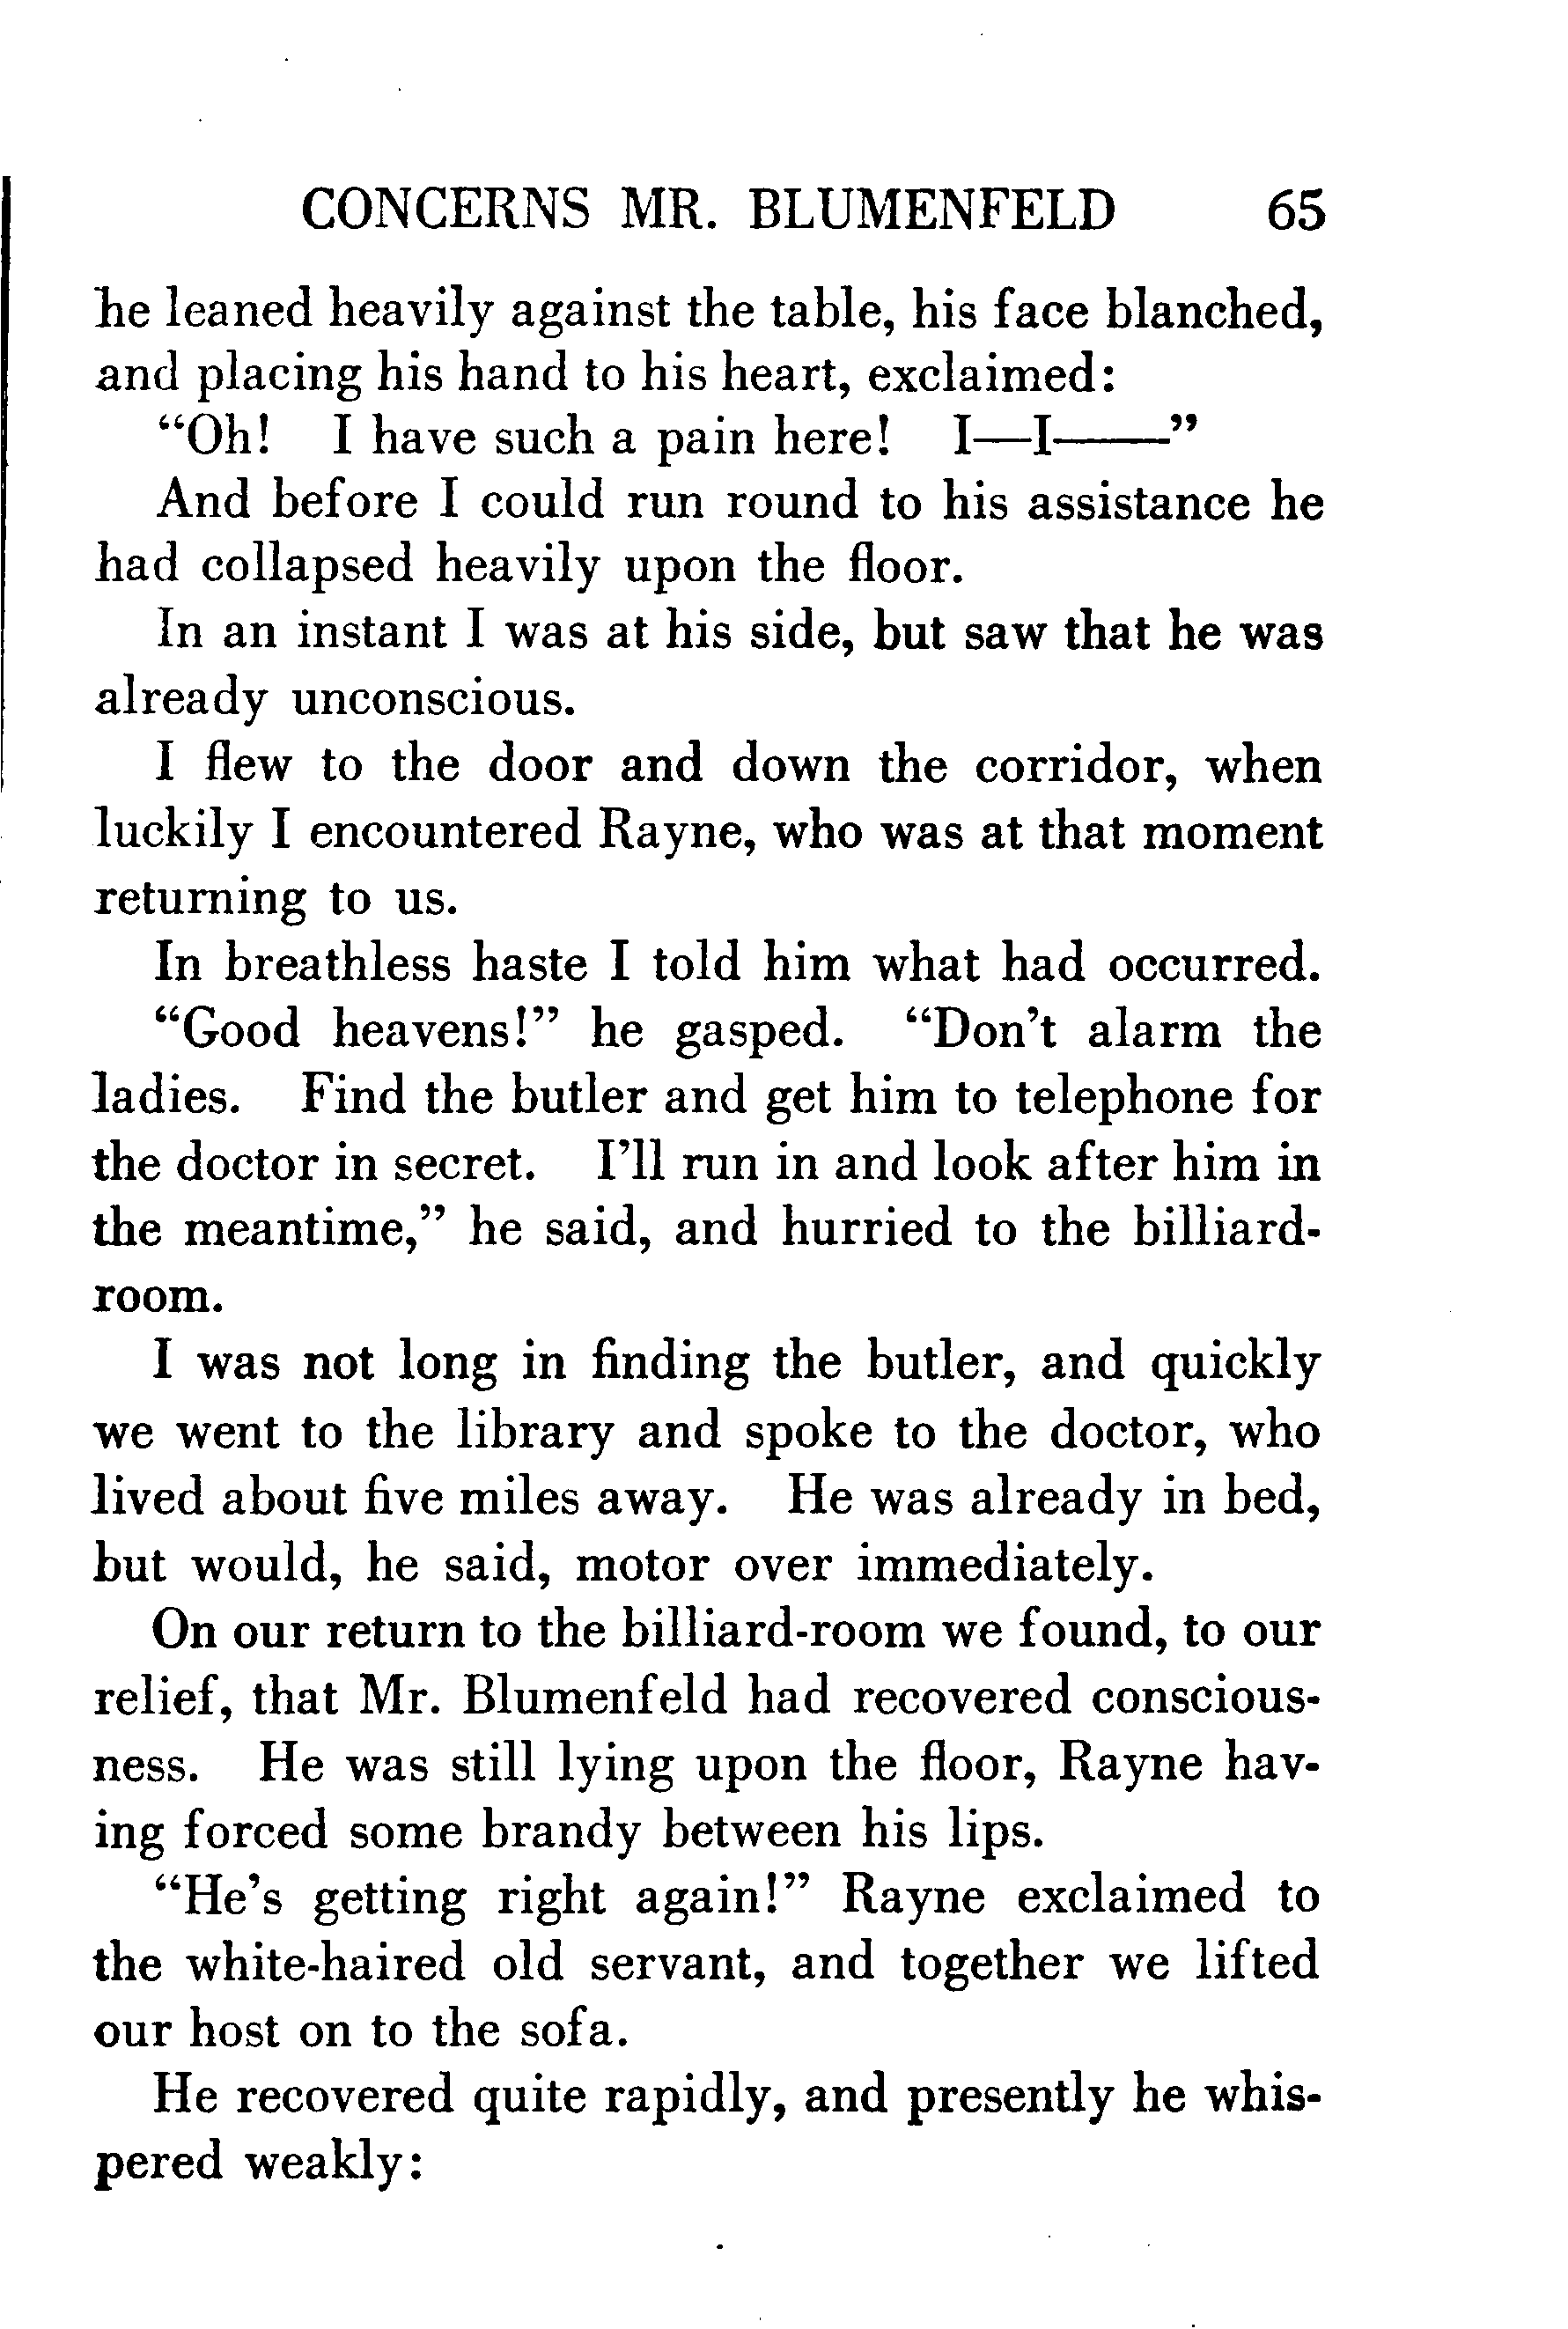 CONCERNS MR. BLUMENFELD 65
he leaned heavily against the table, his face blanched,
and placing his hand to his heart, exclaimed:
“Oh! I have such a pain here! I—I——”
And before I could run round to his assistance he
had collapsed heavily upon the floor.
In an instant I was at his side, but saw that he was
already unconscious.
I flew to the door and down the corridor, when
luckily I encountered Rayne, who was at that moment
returning to us.
In breathless haste I told him what had occurred.
“Good heavens!” he gasped. “Don’t alarm the
ladies. Find the butler and get him to telephone for
the doctor in secret. I’ll run in and look after him in
the meantime,” he said, and hurried to the billiard-
room.
I was not long in finding the butler, and quickly
we went to the library and spoke to the doctor, who
lived about five miles away. He was already in bed,
but would, he said, motor over immediately.
On our return to the billiard-room we found, to our
relief, that Mr. Blumenfeld had recovered conscious-
ness. He was still lying upon the floor, Rayne hav-
ing forced some brandy between his lips.
“He’s getting right again!” Rayne exclaimed to
the white-haired old servant, and together we lifted
our host on to the sofa.
He recovered quite rapidly, and presently he whis-
pered weakly: